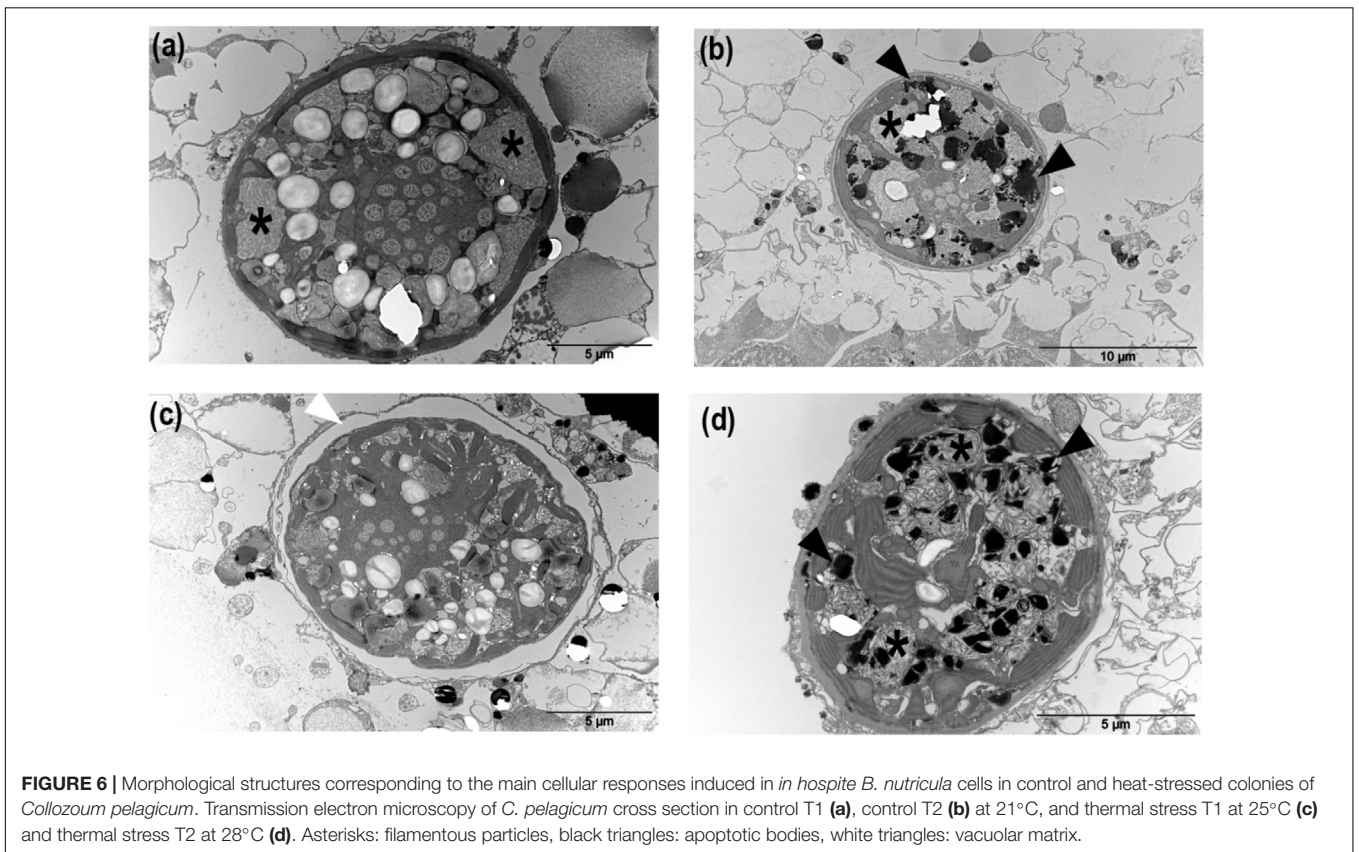 (a)
(b)
5 µm
10 µm
(c)
(d)
5 µm
5 µm
FIGURE 6 | Morphological structures corresponding to the main cellular responses induced in in hospite B. nutricula cells in control and heat-stressed colonies of
Collozoum pelagicum. Transmission electron microscopy of C. pelagicum cross section in control T1 (a), control T2 (b) at 21°C, and thermal stress T1 at 25°C (c)
and thermal stress T2 at 28°C (d). Asterisks: filamentous particles, black triangles: apoptotic bodies, white triangles: vacuolar matrix.